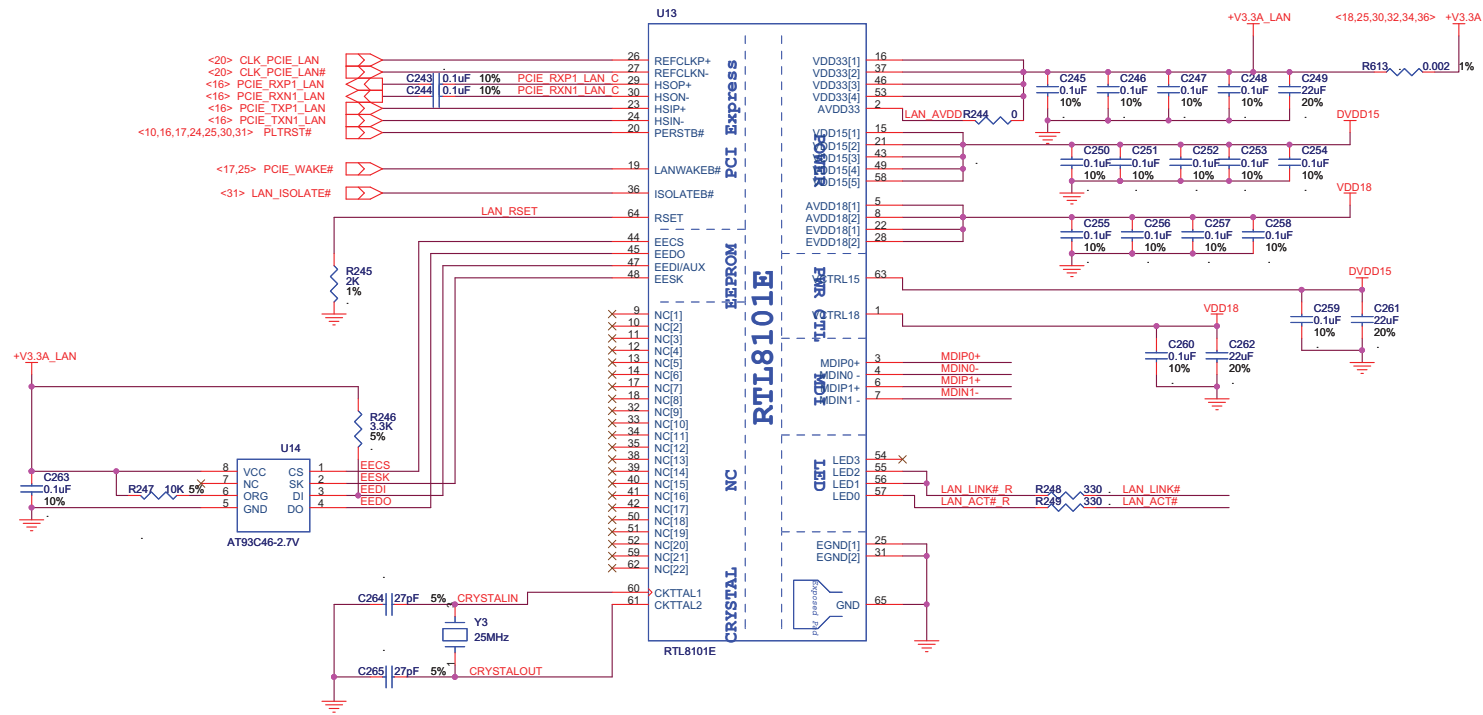 U13
+V3.3A_LAN
<18,25,30,32,34,36> +V3.3A
<20> CLK_PCIE_LAN
<20> CLK_PCIE_LAN#
<16> PCIE_RXP1_LAN
<16> PCIE_RXN1_LAN
<16> PCIE_TXP1_LAN
<16> PCIE_TXN1_LAN
<10,16,17,24,25,30,31> PLTRST#
<17,25> PCIE_WAKE#
<31> LAN_ISOLATE#
C243 0.1uF 10% PCIE_RXP1_LAN_C
C244 0.1uF 10% PCIE_RXN1_LAN_C
LAN_RSET
R245
2K
1%
26 REFCLKP+
27 REFCLKN-
29 HSOP+
30 HSON-
23 HSIP+
24 HSIN-
20 PERSTB#
19 LANWAKEB#
36 ISOLATEB#
64 RSET
44 EECS
45 EEDO
47 EEDI/AUX
48 EESK
9 NC[1]
10 NC[2]
11 NC[3]
12 NC[4]
13 NC[5]
14 NC[6]
17 NC[7]
18 NC[8]
32 NC[9]
33 NC[10]
34 NC[11]
35 NC[12]
38 NC[13]
39 NC[14]
40 NC[15]
41 NC[16]
42 NC[17]
50 NC[18]
51 NC[19]
52 NC[20]
59 NC[21]
62 NC[22]
60 CKTTAL1
61 CKTTAL2
PCI Express
EEPROM
NC
CRYSTAL
RTL8101E
POWER
PWR CTL
MDI
LED
VDD33[1] 16
VDD33[2] 37
VDD33[3] 46
VDD33[4] 53
AVDD33 2
VDD15[1] 15
VDD15[2] 21
VDD15[3] 43
VDD15[4] 49
VDD15[5] 58
AVDD18[1] 5
AVDD18[2] 8
EVDD18[1] 22
EVDD18[2] 28
VCTRL15 63
VCTRL18 1
MDIP0+ 3
MDIN0 - 4
MDIP1+ 6
MDIN1 - 7
LED3 54
LED2 55
LED1 56
LED0 57
EGND[1] 25
EGND[2] 31
GND 65
Exposed Pad
RTL8101E
LAN_AVDD R244 0
C245
0.1uF
10%
C246
0.1uF
10%
C247
0.1uF
10%
C248
0.1uF
10%
C249
22uF
20%
R613 0.002 1%
DVDD15
C250
0.1uF
10%
C251
0.1uF
10%
C252
0.1uF
10%
C253
0.1uF
10%
C254
0.1uF
10%
VDD18
C255
0.1uF
10%
C256
0.1uF
10%
C257
0.1uF
10%
C258
0.1uF
10%
DVDD15
C259
0.1uF
10%
C261
22uF
20%
VDD18
C260
0.1uF
10%
C262
22uF
20%
MDIP0+
MDIN0-
MDIP1+
MDIN1-
LAN_LINK#_R R248 330 LAN_LINK#
LAN_ACT#_R R249 330 LAN_ACT#
+V3.3A_LAN
R246
3.3K
5%
C263
0.1uF
10%
R247 10K 5%
U14
8 VCC CS 1 EECS
7 NC SK 2 EESK
6 ORG DI 3 EEDI
5 GND DO 4 EEDO
AT93C46-2.7V
C264 27pF 5% CRYSTALIN
Y3
25MHz
1
C265 27pF 5% CRYSTALOUT